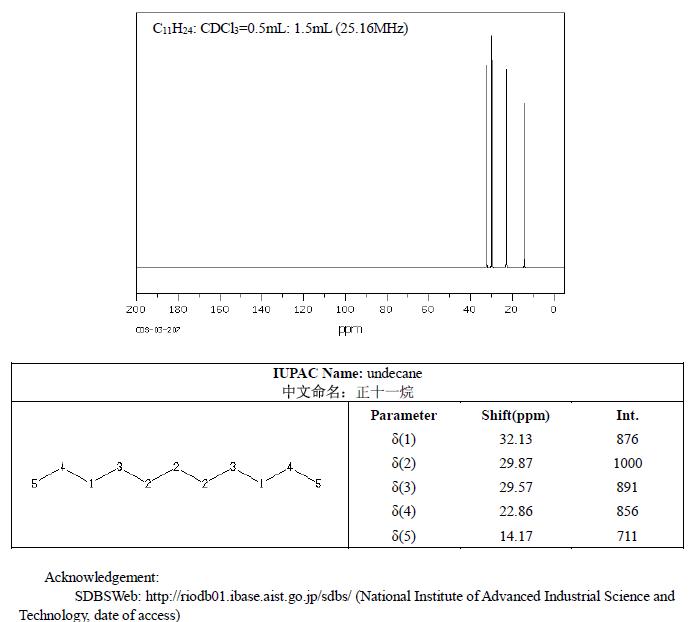 C₁₁H₂₄: CDCl₃=0.5mL: 1.5mL (25.16MHz)
200 180 160 140 120 100 80 60 40 20 0
CDS-03-207
ppm
IUPAC Name: undecane
中文命名：正十一烷
Parameter Shift(ppm) Int.
δ(1) 32.13 876
δ(2) 29.87 1000
δ(3) 29.57 891
δ(4) 22.86 856
δ(5) 14.17 711
4 3 2 3 4
5 1 2 2 1 5
Acknowledgement:
SDBSWeb: http://riodb01.ibase.aist.go.jp/sdbs/ (National Institute of Advanced Industrial Science and
Technology, date of access)